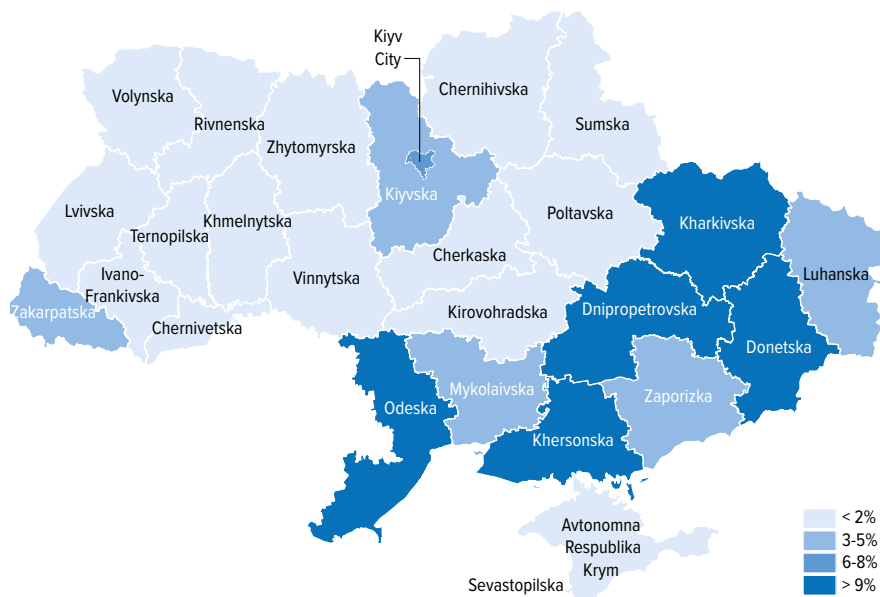 Kiyv
City
Chernihivska
Volynska
Rivnenska
Sumska
Zhytomyrska
Kiyvska
Lvivska
Ternopilska
Khmelnytska
Poltavska
Kharkivska
Cherkaska
Luhanska
Ivano-
Frankivska
Vinnytska
Zakarpatska
Chernivetska
Kirovohradska
Dnipropetrovska
Donetska
Mykolaivska
Zaporizka
Odeska
Khersonska
Avtonomna
Respublika
Krym
Sevastopilska
< 2%
3-5%
6-8%
> 9%